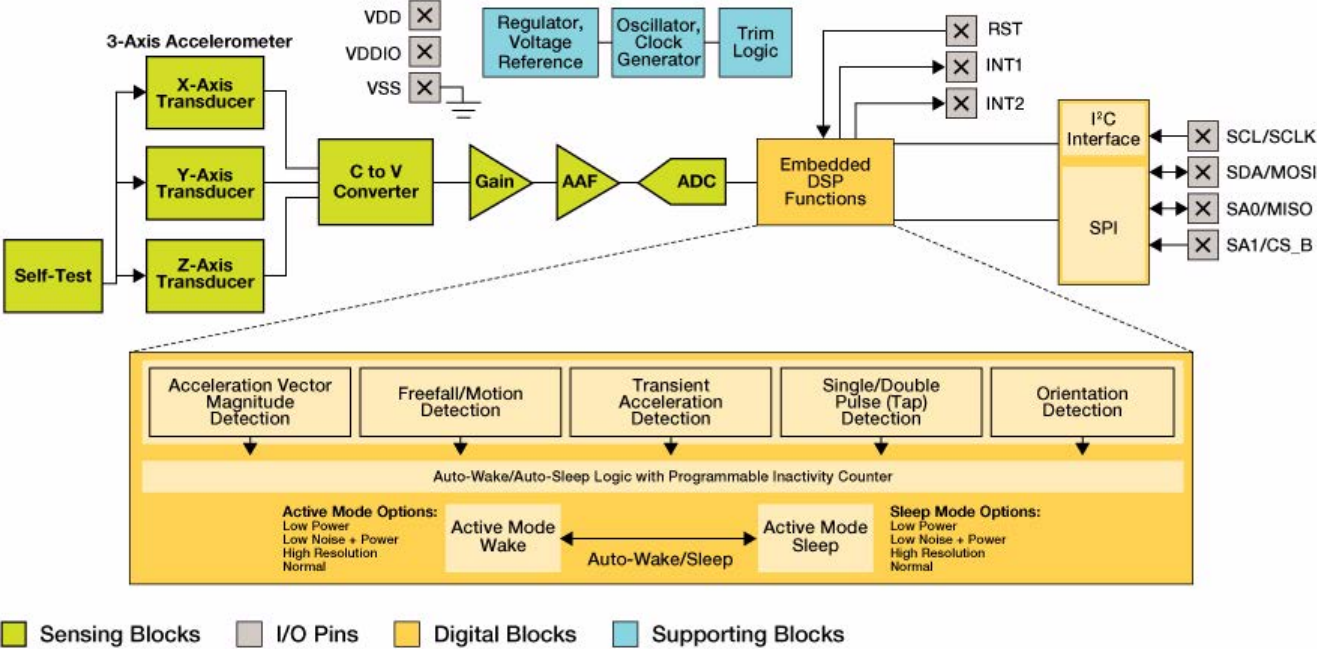 3-Axis Accelerometer
X-Axis
Transducer
Y-Axis
Transducer
Z-Axis
Transducer
Self-Test
VDD
VDDIO
VSS
C to V
Converter
Gain
AAF
ADC
Regulator,
Voltage
Reference
Oscillator,
Clock
Generator
Trim
Logic
RST
INT1
INT2
Embedded
DSP
Functions
I²C
Interface
SPI
SCL/SCLK
SDA/MOSI
SA0/MISO
SA1/CS_B
Acceleration Vector
Magnitude
Detection
Freefall/Motion
Detection
Transient
Acceleration
Detection
Single/Double
Pulse (Tap)
Detection
Orientation
Detection
Auto-Wake/Auto-Sleep Logic with Programmable Inactivity Counter
Active Mode Options:
Low Power
Low Noise + Power
High Resolution
Normal
Active Mode
Wake
Auto-Wake/Sleep
Active Mode
Sleep
Sleep Mode Options:
Low Power
Low Noise + Power
High Resolution
Normal
Sensing Blocks
I/O Pins
Digital Blocks
Supporting Blocks